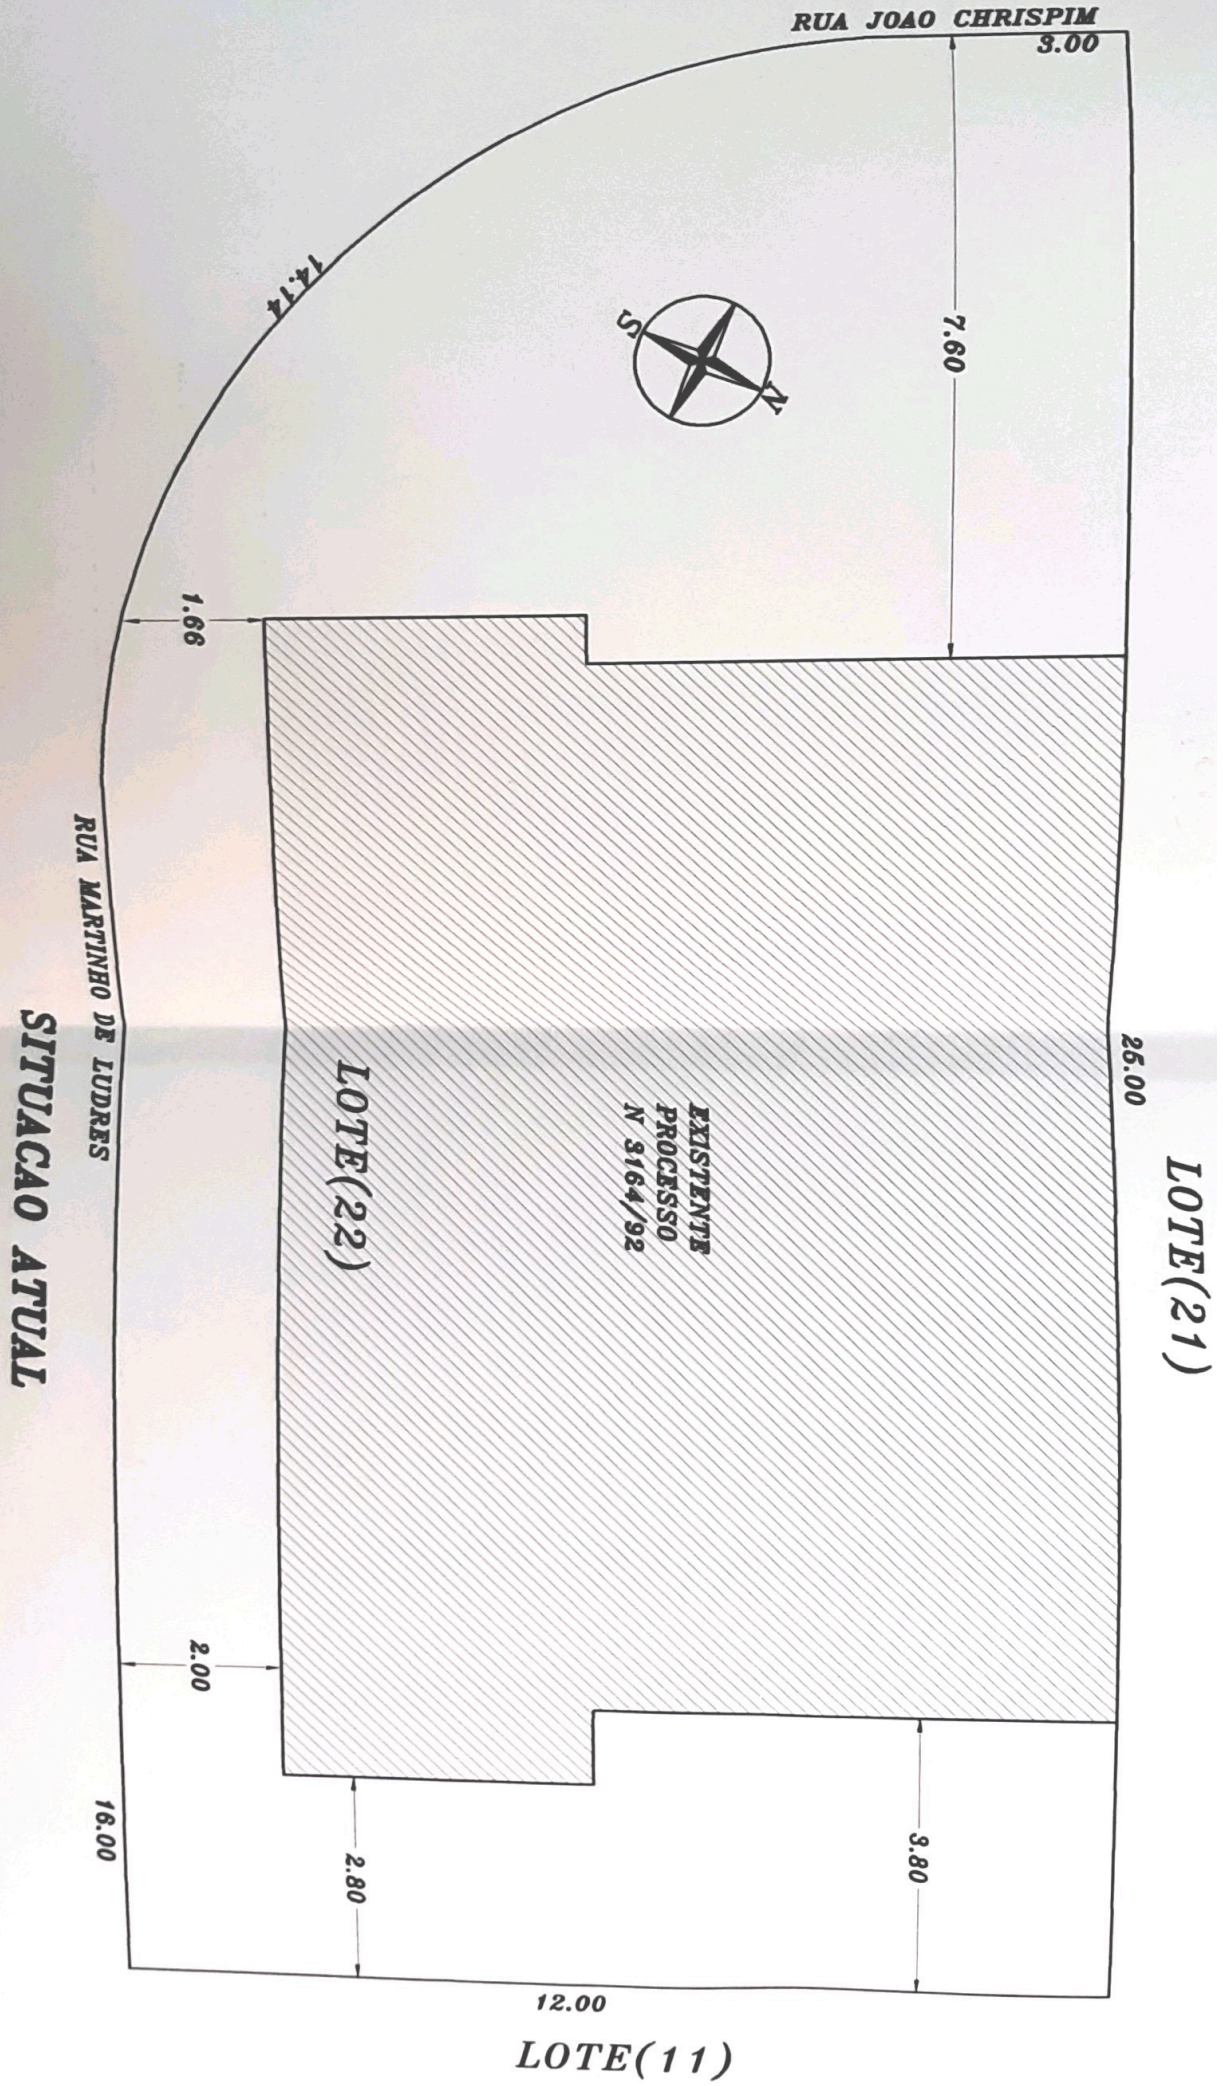 RUA JOAO CHRISPIM
3.00
7.60
14.14
S
N
1.66
RUA MARTINHO DE LUDRES
25.00
LOTE(21)
EXISTENTE
PROCESSO
N 3164/92
LOTE(22)
SITUACAO ATUAL
2.00
16.00
2.80
3.80
12.00
LOTE(11)